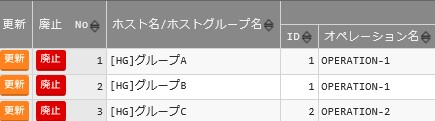 更新 廃止 No ホスト名/ホストグループ名 ID オペレーション名
更新 廃止 1 [HG]グループA 1 OPERATION-1
更新 廃止 2 [HG]グループB 1 OPERATION-1
更新 廃止 3 [HG]グループC 2 OPERATION-2